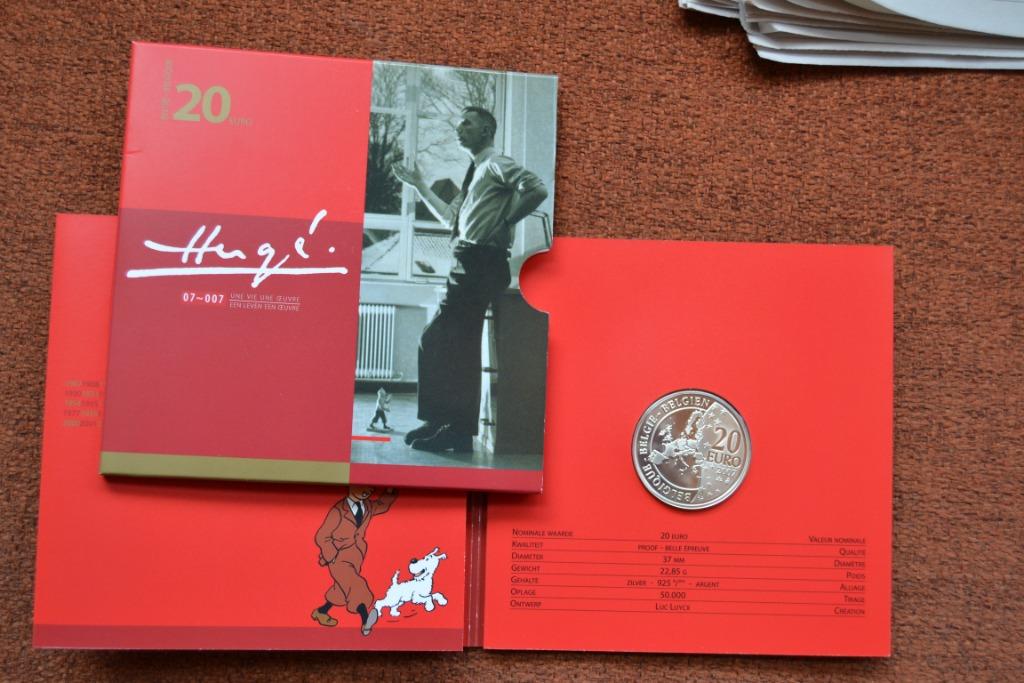 20
EURO
Hergé.
07~007 UNE VIE UNE ŒUVRE
EEN LEVEN EEN ŒUVRE
BELGIQUE - BELGIË - BELGIEN
20
EURO
NOMINALE WAARDE 20 EURO VALEUR NOMINALE
KWALITEIT PROOF - BELLE ÉPREUVE QUALITÉ
DIAMETER 37 MM DIAMÈTRE
GEWICHT 22,85 G POIDS
GEHALTE ZILVER - 925 °/°° - ARGENT ALLIAGE
OPLAGE 50.000 TIRAGE
ONTWERP LUC LUYCX CRÉATION